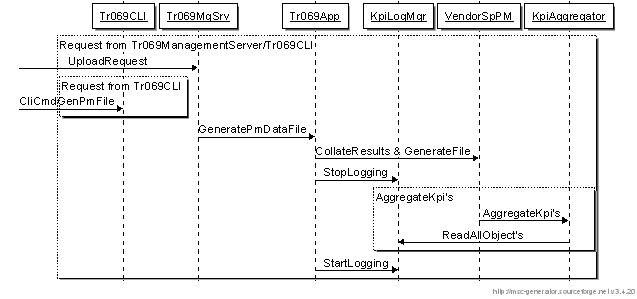 Tr069CLI
Tr069MgSrv
Tr069App
KpiLogMgr
VendorSpPM
KpiAggregator
Request from Tr069ManagementServer/Tr069CLI
UploadRequest
Request from Tr069CLI
CliCmdGenPmFile
GeneratePmDataFile
CollateResults & GenerateFile
StopLogging
AggregateKpi's
AggregateKpi's
ReadAllObject's
StartLogging
http://msc-generator.sourceforge.net v3.4.20